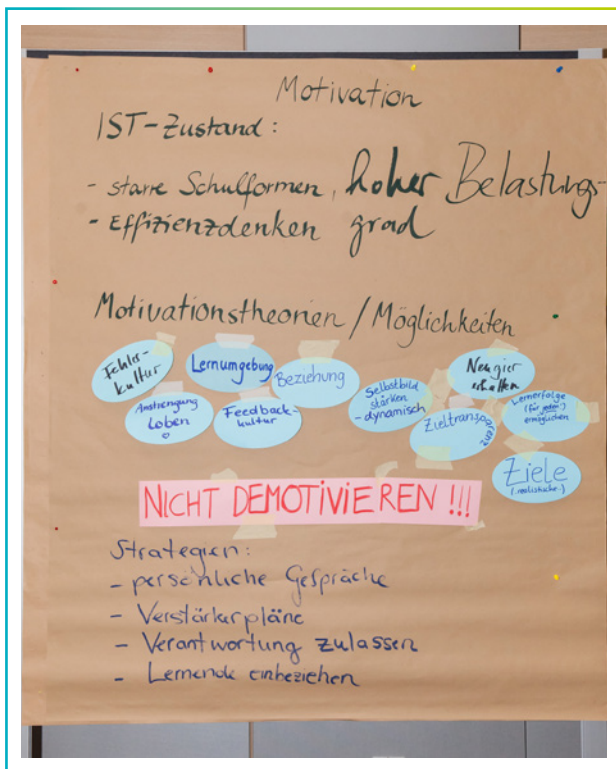 Motivation
IST-Zustand:
- starre Schulformen, hoher Belastungs-
- Effizienzdenken grad
Motivationstheorien / Möglichkeiten
Fehler-
kultur
Lernumgebung
Beziehung
Anstrengung
loben
Feedback-
kultur
Selbstbild
stärken
- dynamisch
Zieltransparenz
Neugier
erhalten
Lernerfolge
(für jeden!)
ermöglichen
Ziele
(realistische)
NICHT DEMOTIVIEREN !!!
Strategien:
- persönliche Gespräche
- Verstärkerpläne
- Verantwortung zulassen
- Lernende einbeziehen